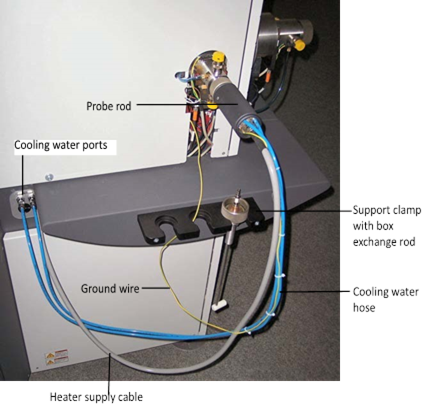 Probe rod
Cooling water ports
Support clamp
with box
exchange rod
Ground wire
Cooling water
hose
Heater supply cable